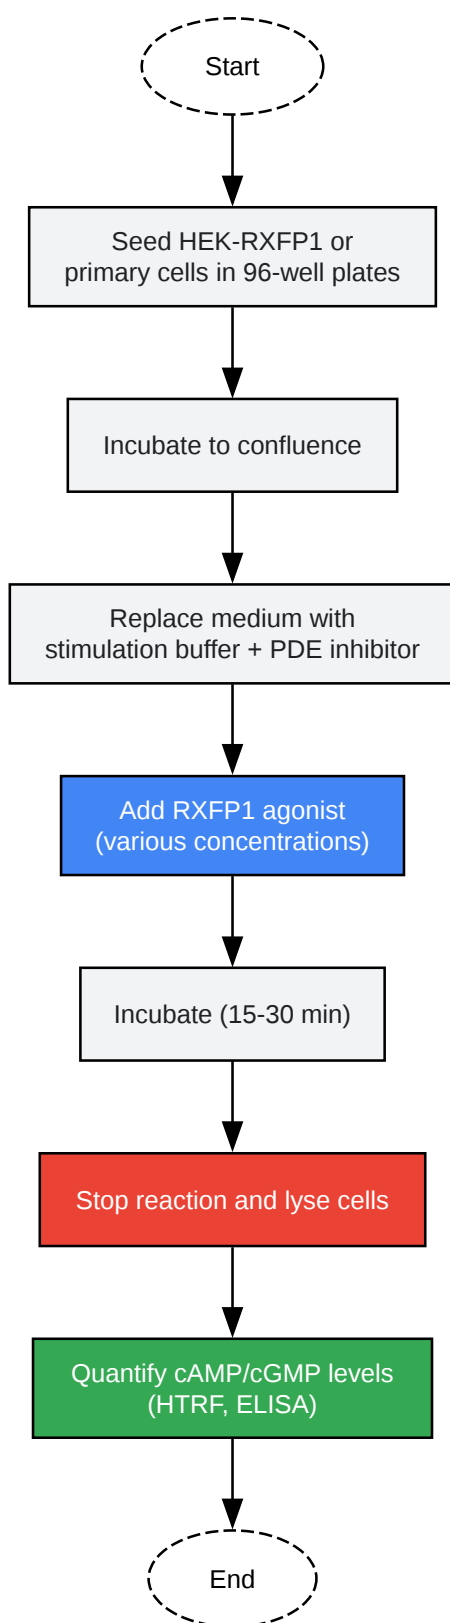 Start
Seed HEK-RXFP1 or
primary cells in 96-well plates
Incubate to confluence
Replace medium with
stimulation buffer + PDE inhibitor
Add RXFP1 agonist
(various concentrations)
Incubate (15-30 min)
Stop reaction and lyse cells
Quantify cAMP/cGMP levels
(HTRF, ELISA)
End